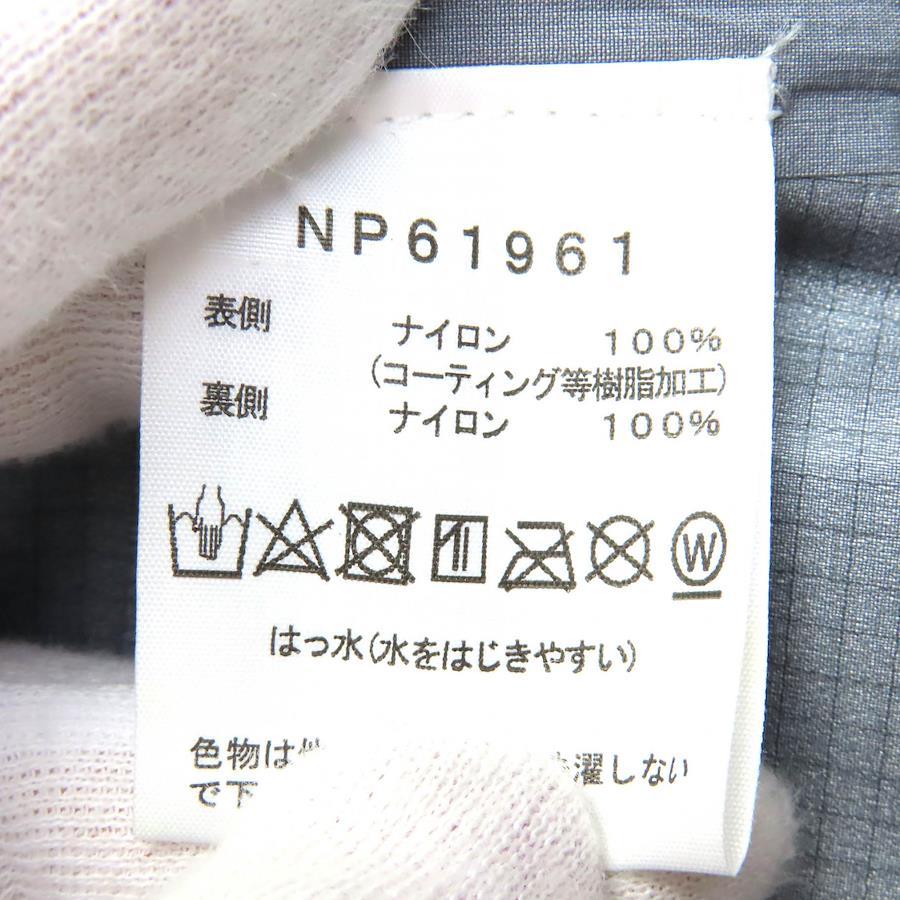 NP61961
表側 ナイロン 100%
(コーティング等樹脂加工)
裏側 ナイロン 100%
W
はっ水(水をはじきやすい)
色物は 濯しない
で下